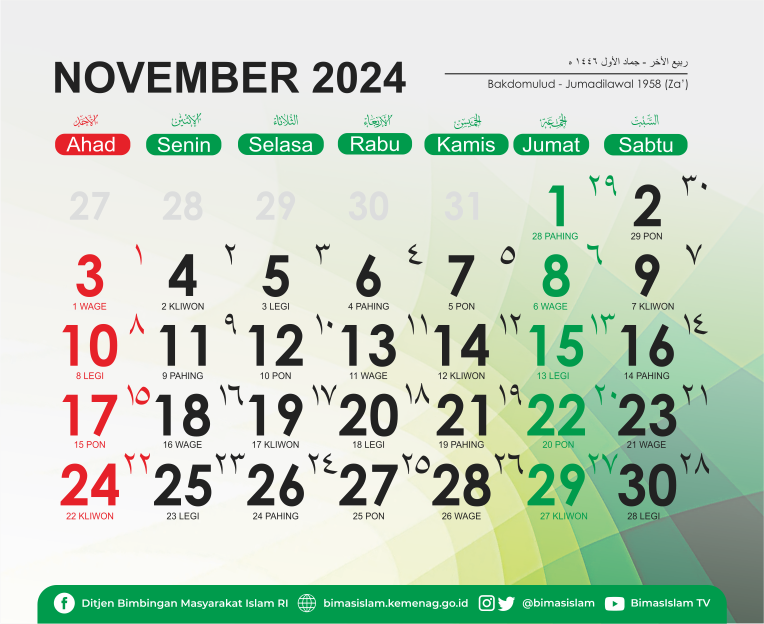 NOVEMBER 2024
ربيع الأخر - جماد الأول ١٤٤٦ ه
Bakdomulud - Jumadilawal 1958 (Za’)
الأحد الإثنين الثلاثاء الأربعاء الخميس الجمعة السبت
Ahad Senin Selasa Rabu Kamis Jumat Sabtu
27 28 29 30 31 1 ٢٩ 2 ٣٠
28 PAHING 29 PON
3 ١ 4 ٢ 5 ٣ 6 ٤ 7 ٥ 8 ٦ 9 ٧
1 WAGE 2 KLIWON 3 LEGI 4 PAHING 5 PON 6 WAGE 7 KLIWON
10 ٨ 11 ٩ 12 ١٠ 13 ١١ 14 ١٢ 15 ١٣ 16 ١٤
8 LEGI 9 PAHING 10 PON 11 WAGE 12 KLIWON 13 LEGI 14 PAHING
17 ١٥ 18 ١٦ 19 ١٧ 20 ١٨ 21 ١٩ 22 ٢٠ 23 ٢١
15 PON 16 WAGE 17 KLIWON 18 LEGI 19 PAHING 20 PON 21 WAGE
24 ٢٢ 25 ٢٣ 26 ٢٤ 27 ٢٥ 28 ٢٦ 29 ٢٧ 30 ٢٨
22 KLIWON 23 LEGI 24 PAHING 25 PON 26 WAGE 27 KLIWON 28 LEGI
Ditjen Bimbingan Masyarakat Islam RI bimasislam.kemenag.go.id @bimasislam BimasIslam TV